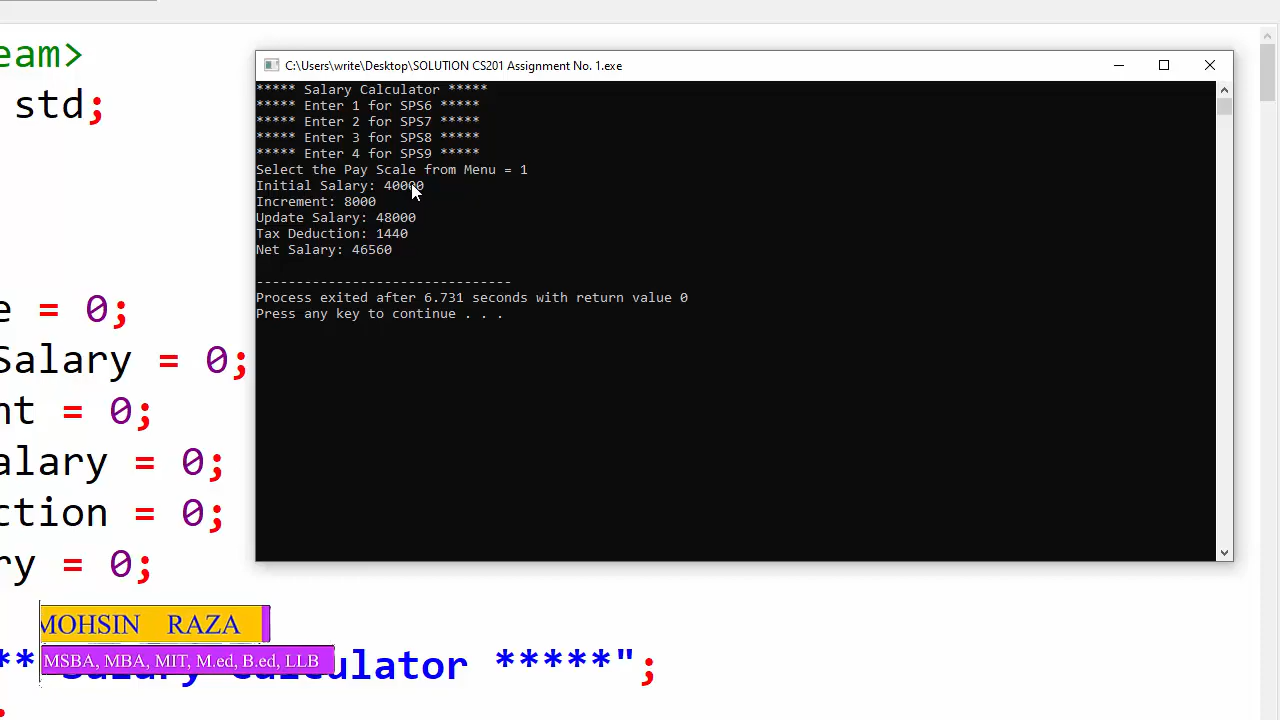 eam>
std;
e = 0;
Salary = 0;
nt = 0;
alary = 0;
ction = 0;
ry = 0;
C:\Users\write\Desktop\SOLUTION CS201 Assignment No. 1.exe
***** Salary Calculator *****
***** Enter 1 for SPS6 *****
***** Enter 2 for SPS7 *****
***** Enter 3 for SPS8 *****
***** Enter 4 for SPS9 *****
Select the Pay Scale from Menu = 1
Initial Salary: 40000
Increment: 8000
Update Salary: 48000
Tax Deduction: 1440
Net Salary: 46560
--------------------------------
Process exited after 6.731 seconds with return value 0
Press any key to continue . . .
MOHSIN RAZA
MSBA, MBA, MIT, M.ed, B.ed, LLB
** Salary Calculator *****";